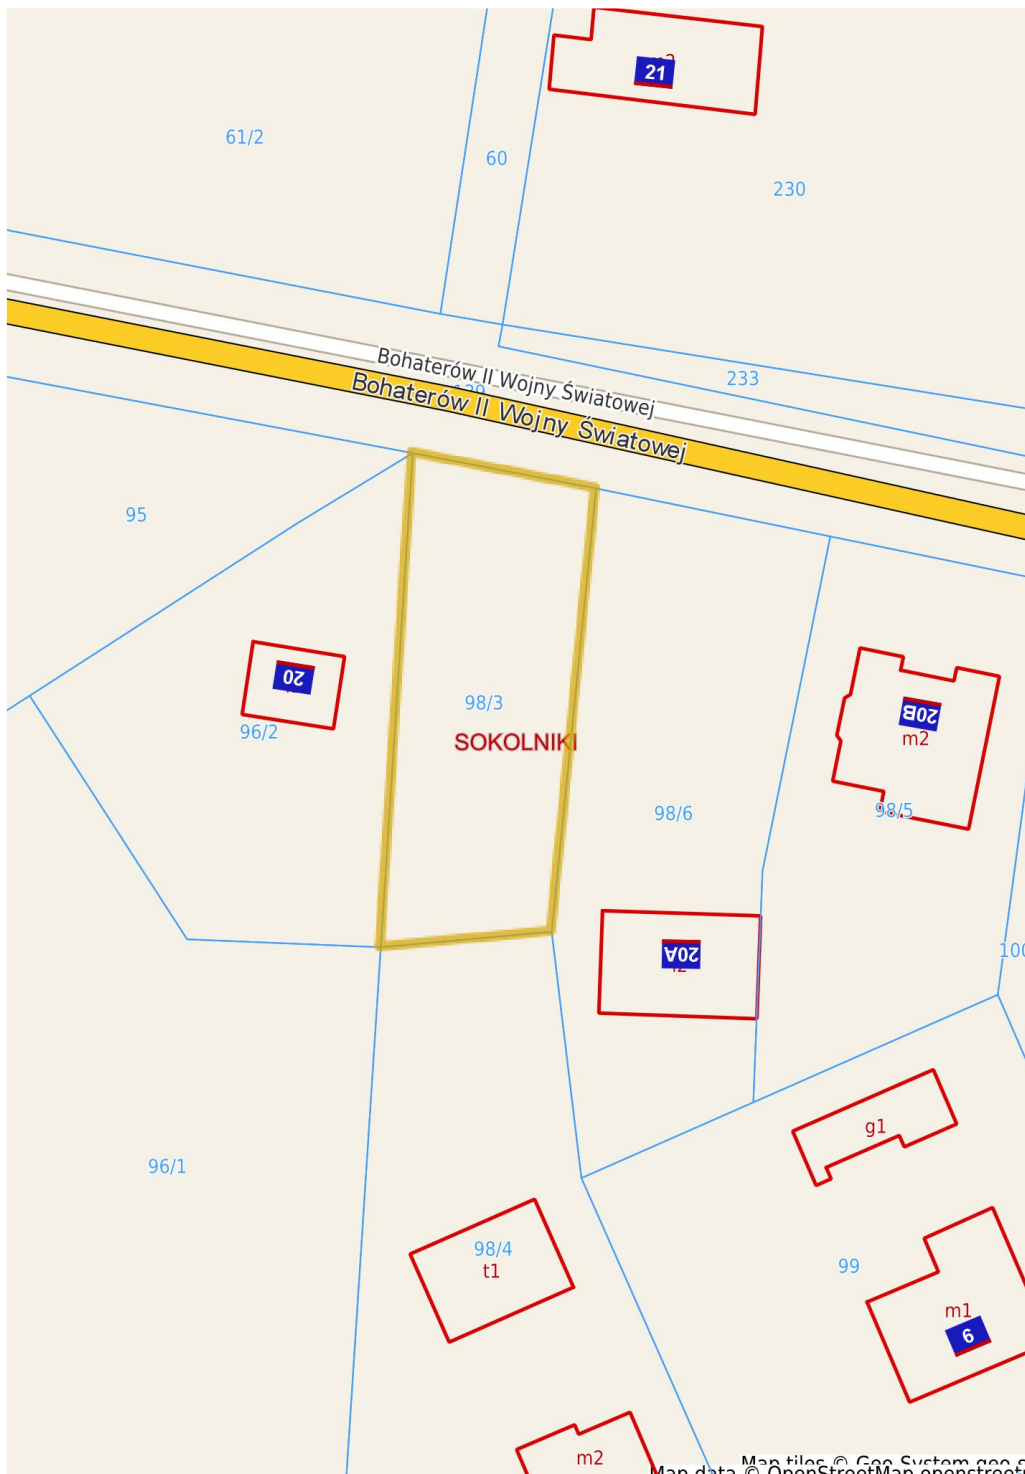 21
61/2
60
230
Bohaterów II Wojny Światowej
233
Bohaterów II Wojny Światowej
95
20
96/2
98/3
SOKOLNIKI
20B
m2
98/6
98/5
20A
100
g1
96/1
98/4
t1
99
m1
6
m2
Map tiles © Geo-System geo-s
Map data © OpenStreetMap openstreet